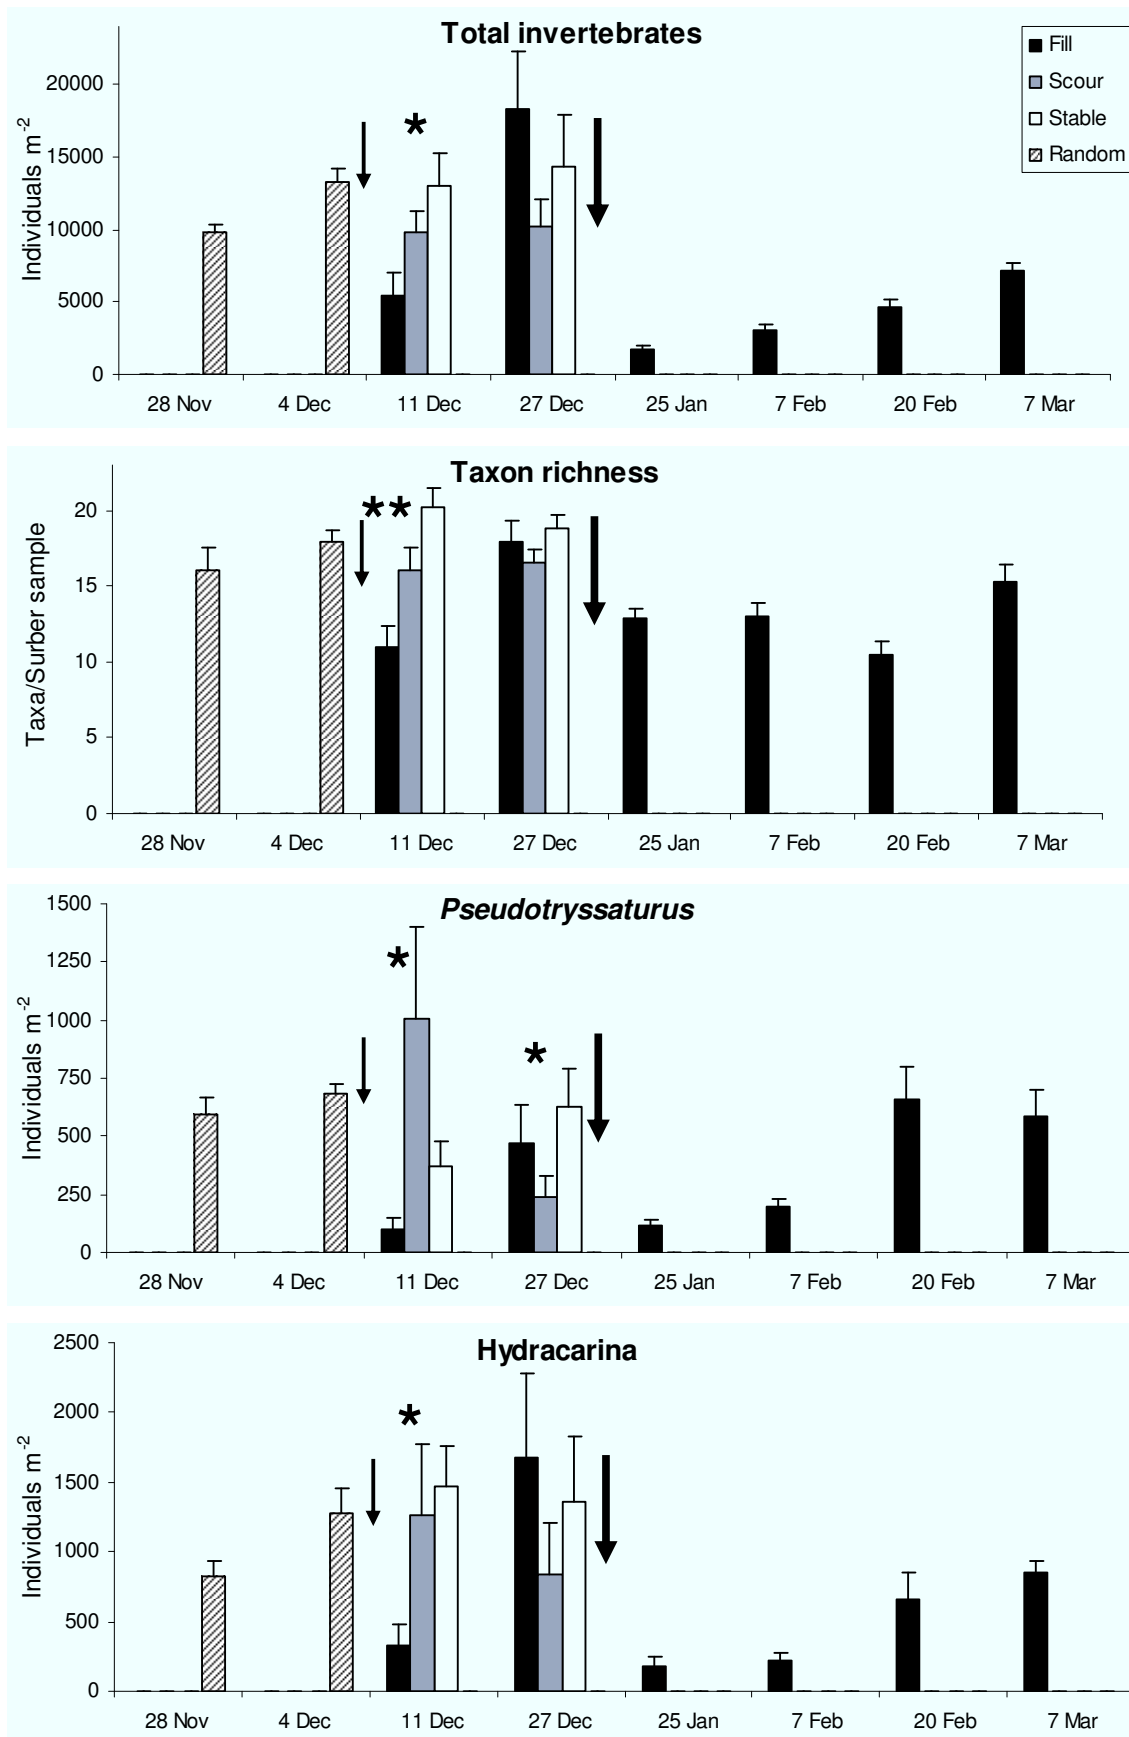 Total invertebrates
Fill
Scour
Stable
Random
Individuals m-2
20000
15000
10000
5000
0
28 Nov 4 Dec 11 Dec 27 Dec 25 Jan 7 Feb 20 Feb 7 Mar
*
Taxon richness
Taxa/Surber sample
20
15
10
5
0
28 Nov 4 Dec 11 Dec 27 Dec 25 Jan 7 Feb 20 Feb 7 Mar
**
Pseudotryssaturus
Individuals m-2
1500
1250
1000
750
500
250
0
28 Nov 4 Dec 11 Dec 27 Dec 25 Jan 7 Feb 20 Feb 7 Mar
*
*
Hydracarina
Individuals m-2
2500
2000
1500
1000
500
0
28 Nov 4 Dec 11 Dec 27 Dec 25 Jan 7 Feb 20 Feb 7 Mar
*